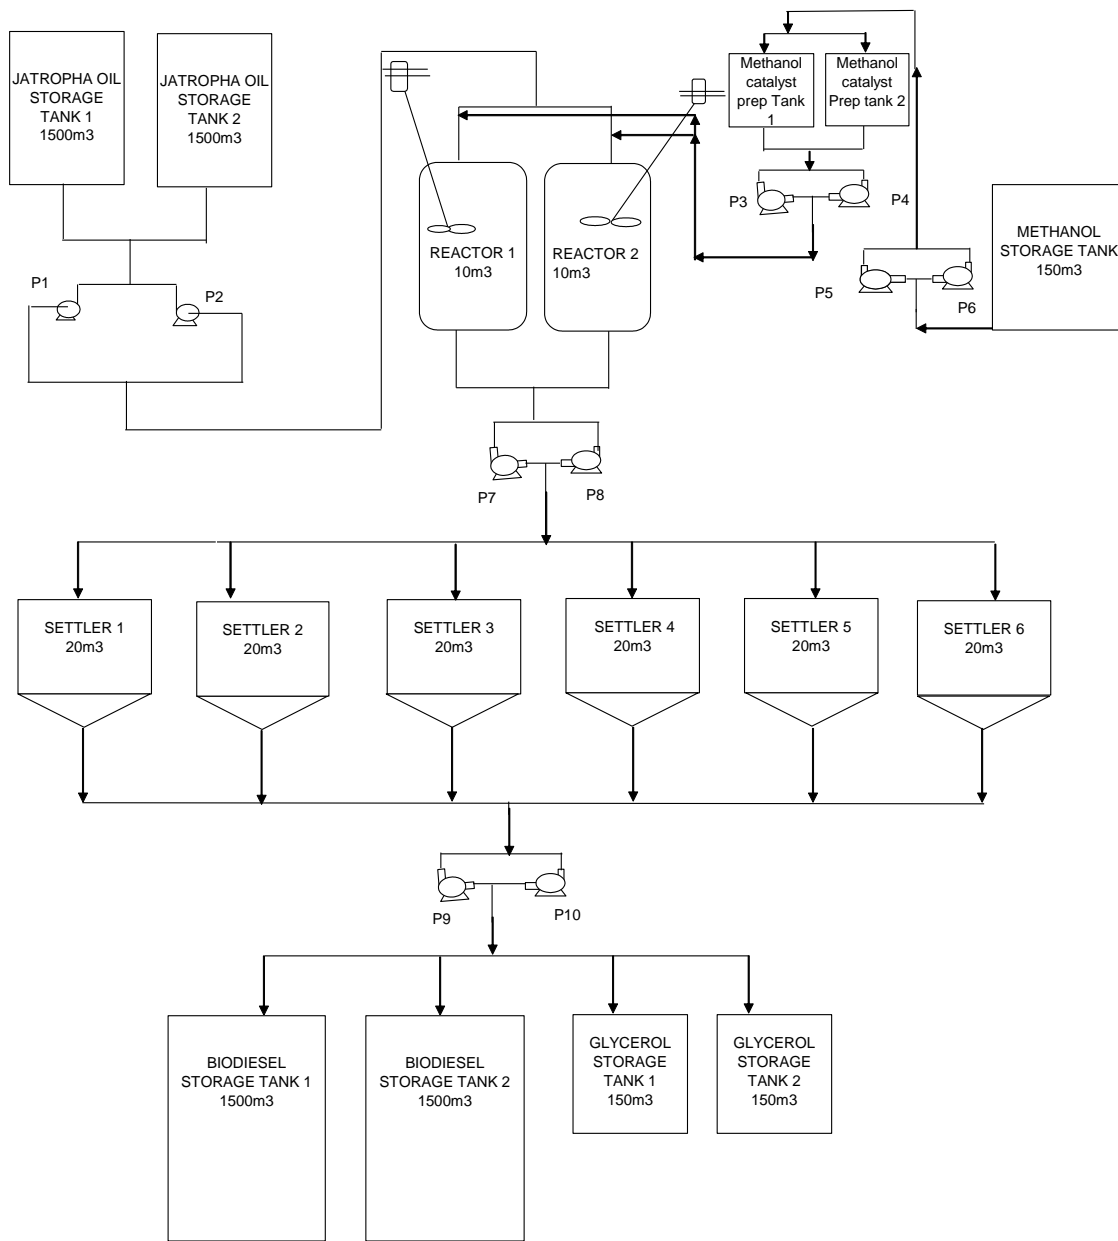 JATROPHA OIL
STORAGE
TANK 1
1500m3
JATROPHA OIL
STORAGE
TANK 2
1500m3
Methanol
catalyst
prep Tank
1
Methanol
catalyst
Prep tank 2
P1
P2
P3
P4
P5
P6
METHANOL
STORAGE TANK
150m3
REACTOR 1
10m3
REACTOR 2
10m3
P7
P8
SETTLER 1
20m3
SETTLER 2
20m3
SETTLER 3
20m3
SETTLER 4
20m3
SETTLER 5
20m3
SETTLER 6
20m3
P9
P10
BIODIESEL
STORAGE TANK 1
1500m3
BIODIESEL
STORAGE TANK 2
1500m3
GLYCEROL
STORAGE
TANK 1
150m3
GLYCEROL
STORAGE
TANK 2
150m3